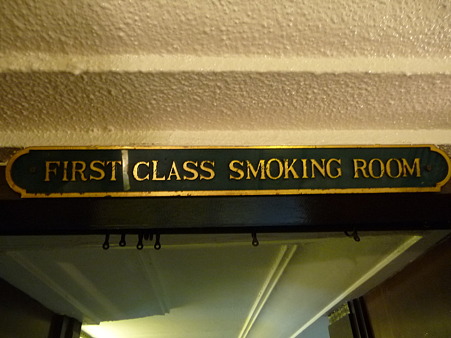 FIRST CLASS SMOKING ROOM